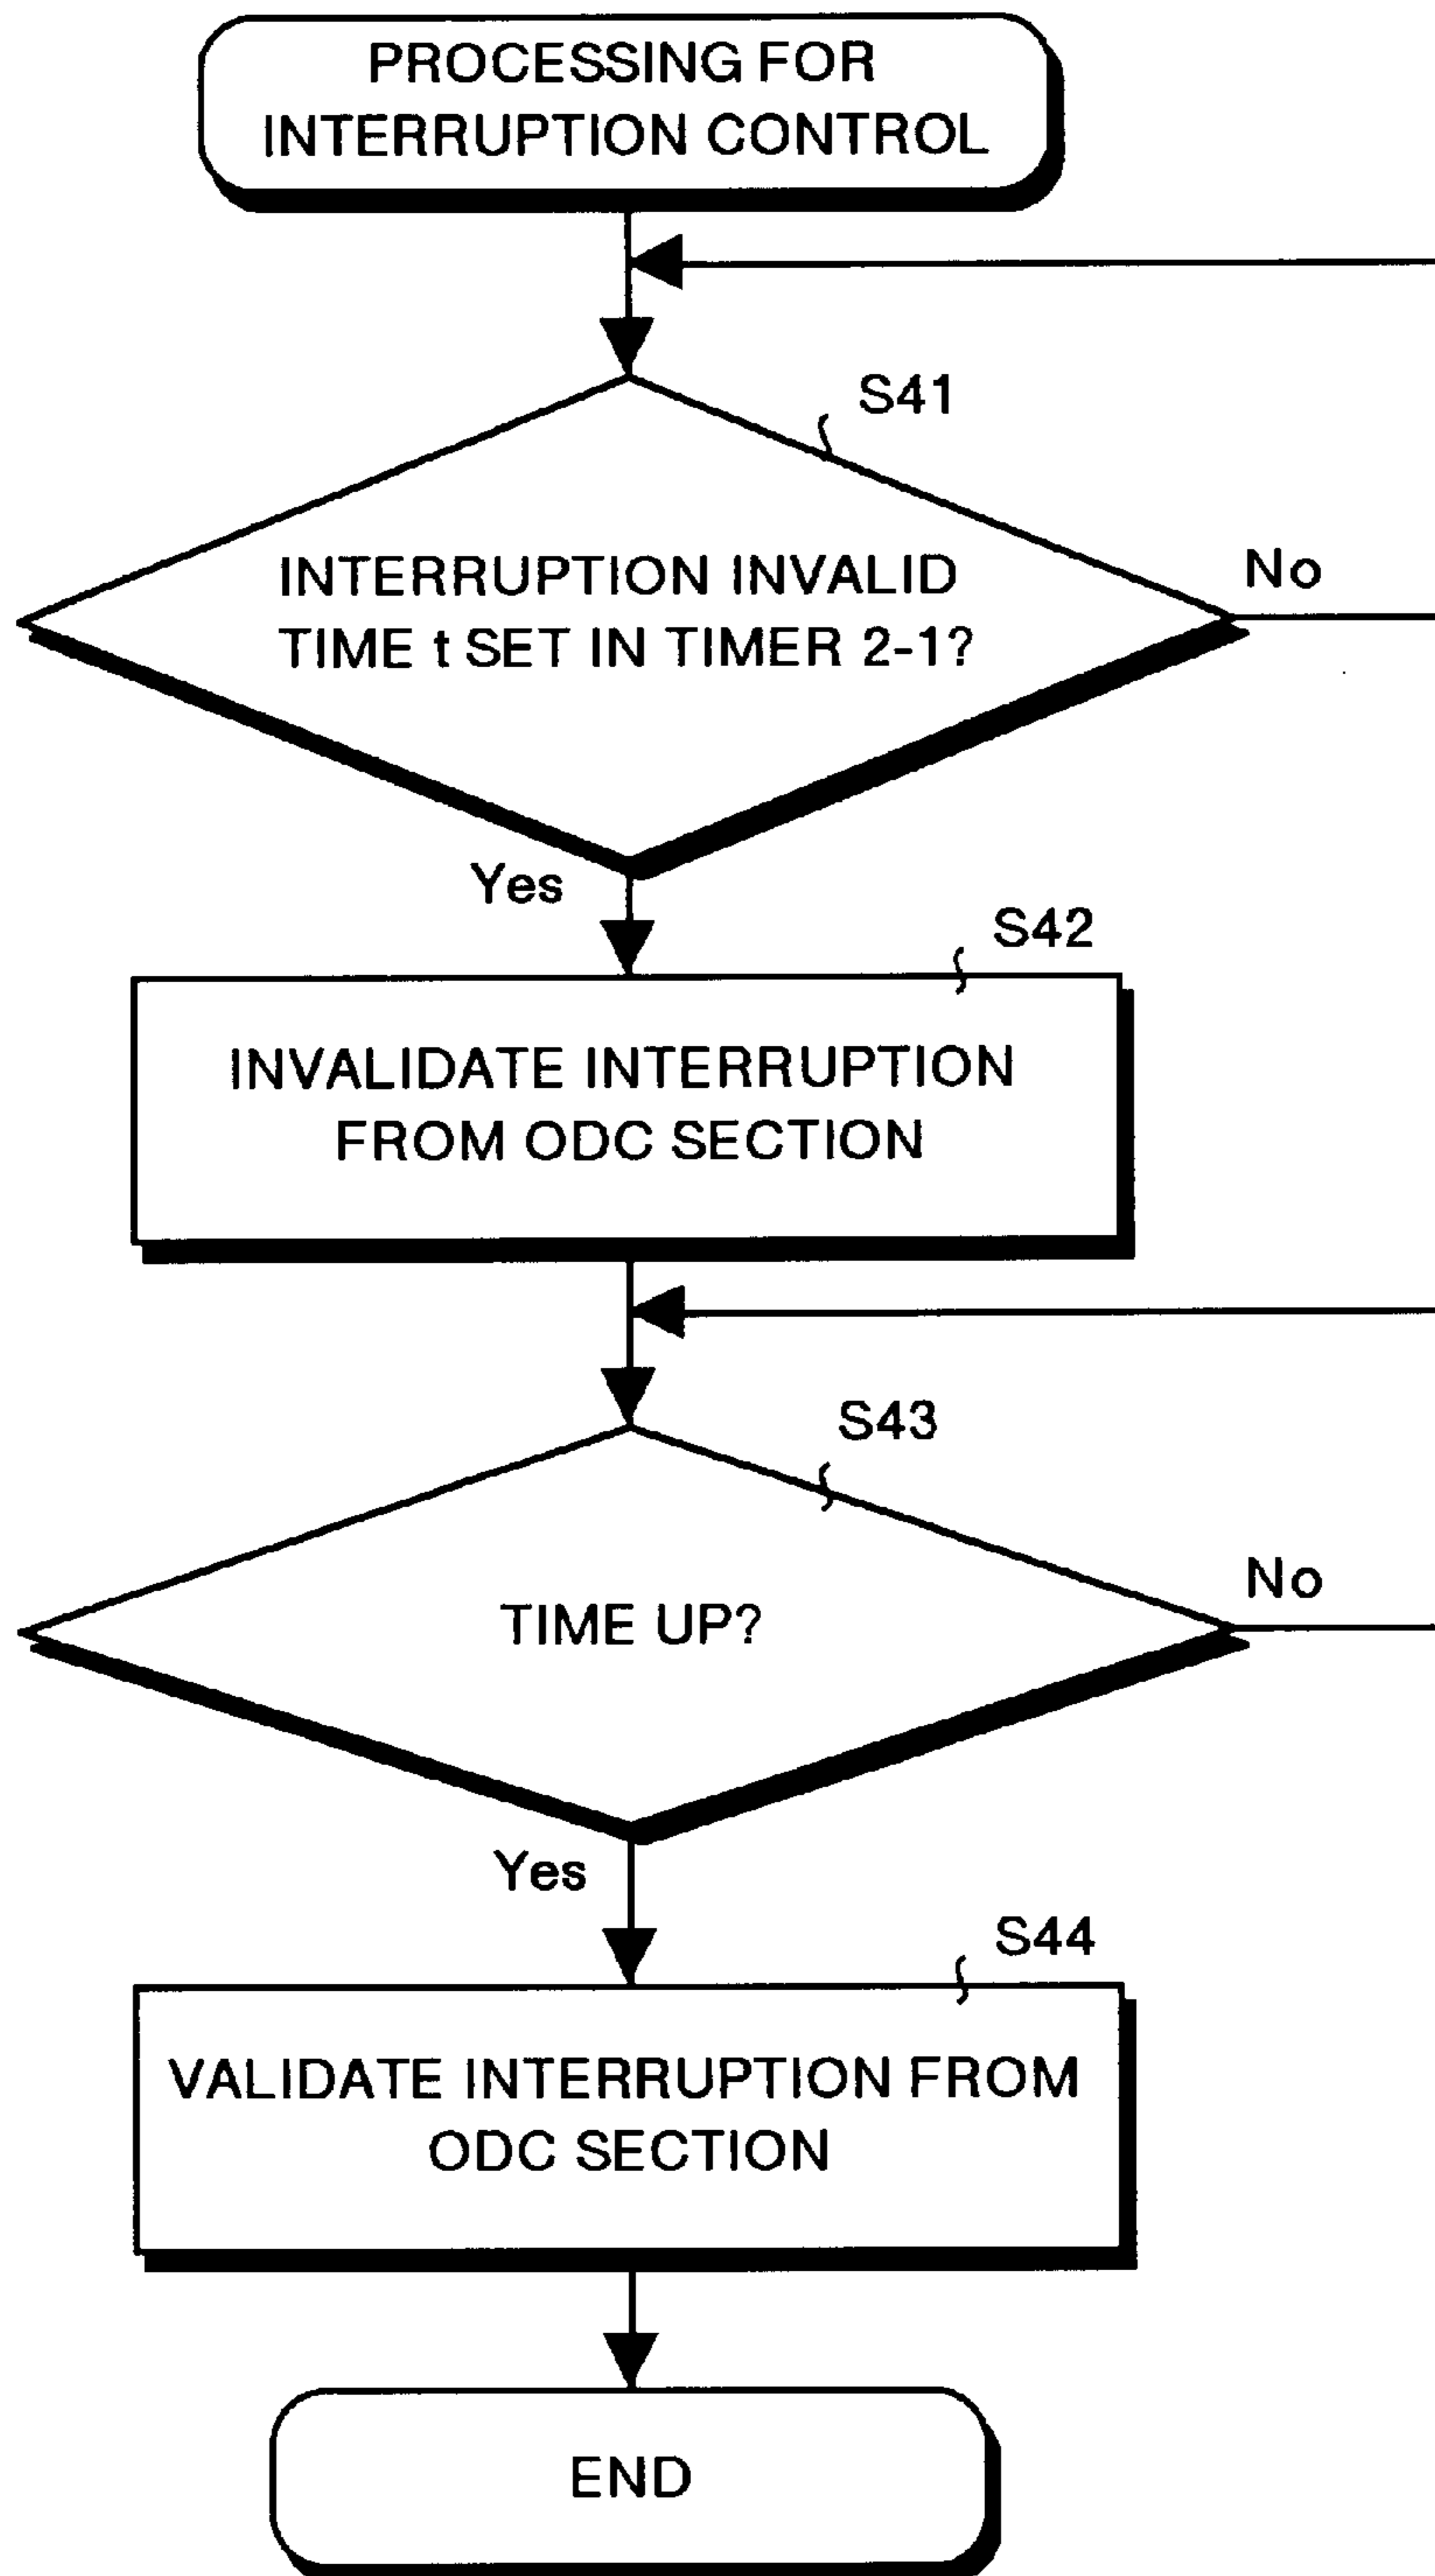 PROCESSING FOR
INTERRUPTION CONTROL
S41
INTERRUPTION INVALID
TIME t SET IN TIMER 2-1?
No
Yes
S42
INVALIDATE INTERRUPTION
FROM ODC SECTION
S43
TIME UP?
No
Yes
S44
VALIDATE INTERRUPTION FROM
ODC SECTION
END